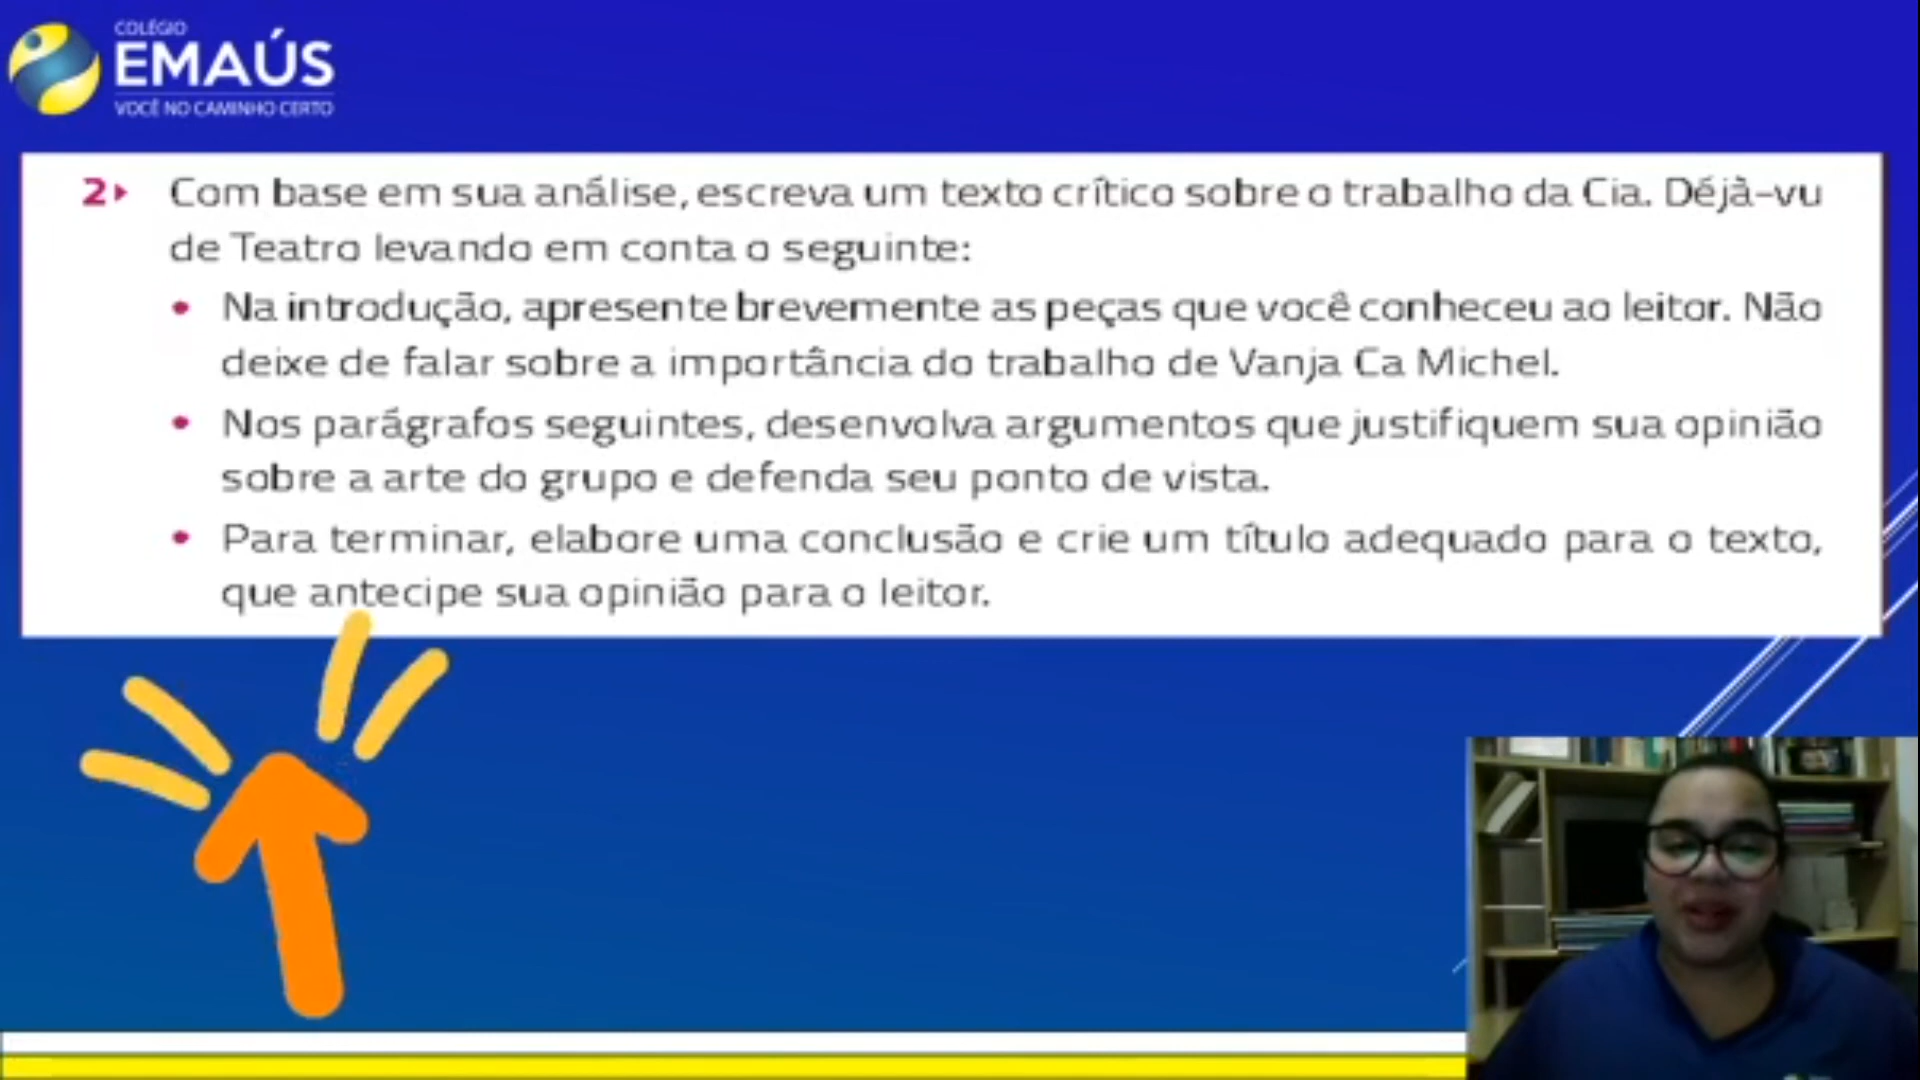 COLÉGIO
EMAÚS
VOCÊ NO CAMINHO CERTO
2 Com base em sua análise, escreva um texto crítico sobre o trabalho da Cia. Déjà-vu
de Teatro levando em conta o seguinte:
• Na introdução, apresente brevemente as peças que você conheceu ao leitor. Não
deixe de falar sobre a importância do trabalho de Vanja Ca Michel.
• Nos parágrafos seguintes, desenvolva argumentos que justifiquem sua opinião
sobre a arte do grupo e defenda seu ponto de vista.
• Para terminar, elabore uma conclusão e crie um título adequado para o texto,
que antecipe sua opinião para o leitor.